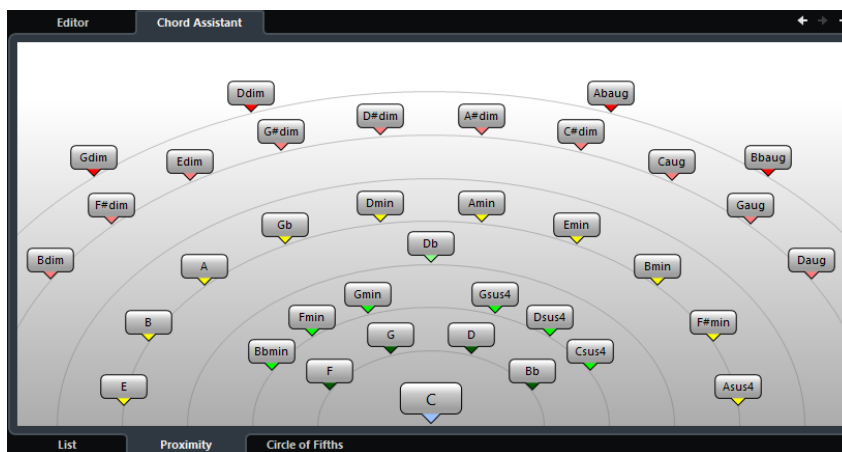 Editor
Chord Assistant
Ddim
Abaug
G#dim
D#dim
A#dim
C#dim
Gdim
Edim
Caug
Bbaug
F#dim
Gb
Dmin
Amin
Emin
Gaug
Bdim
A
Db
Bmin
Daug
B
Fmin
Gmin
Gsus4
Dsus4
F#min
Bbmin
G
D
Csus4
E
F
Bb
Asus4
C
List
Proximity
Circle of Fifths